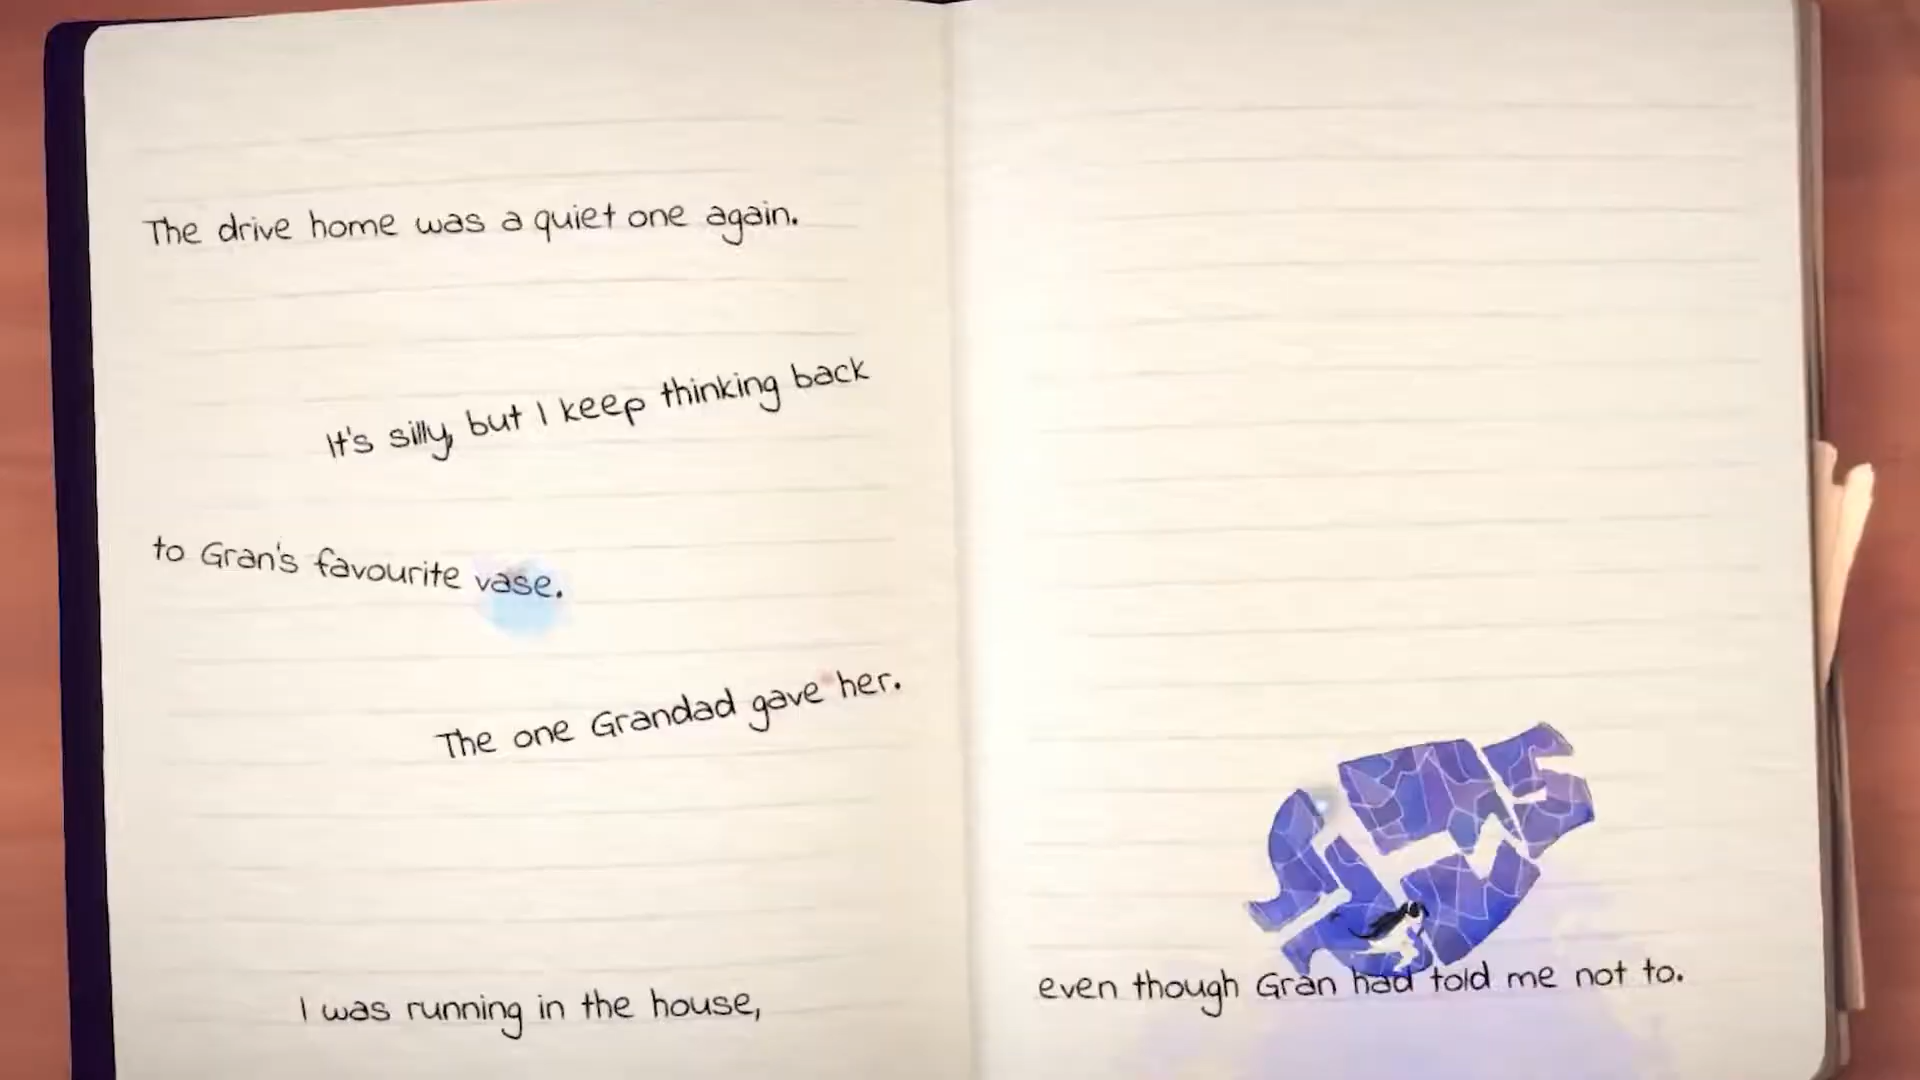 The drive home was a quiet one again.
It's silly, but I keep thinking back
to Gran's favourite vase.
The one Grandad gave her.
I was running in the house,
even though Gran had told me not to.